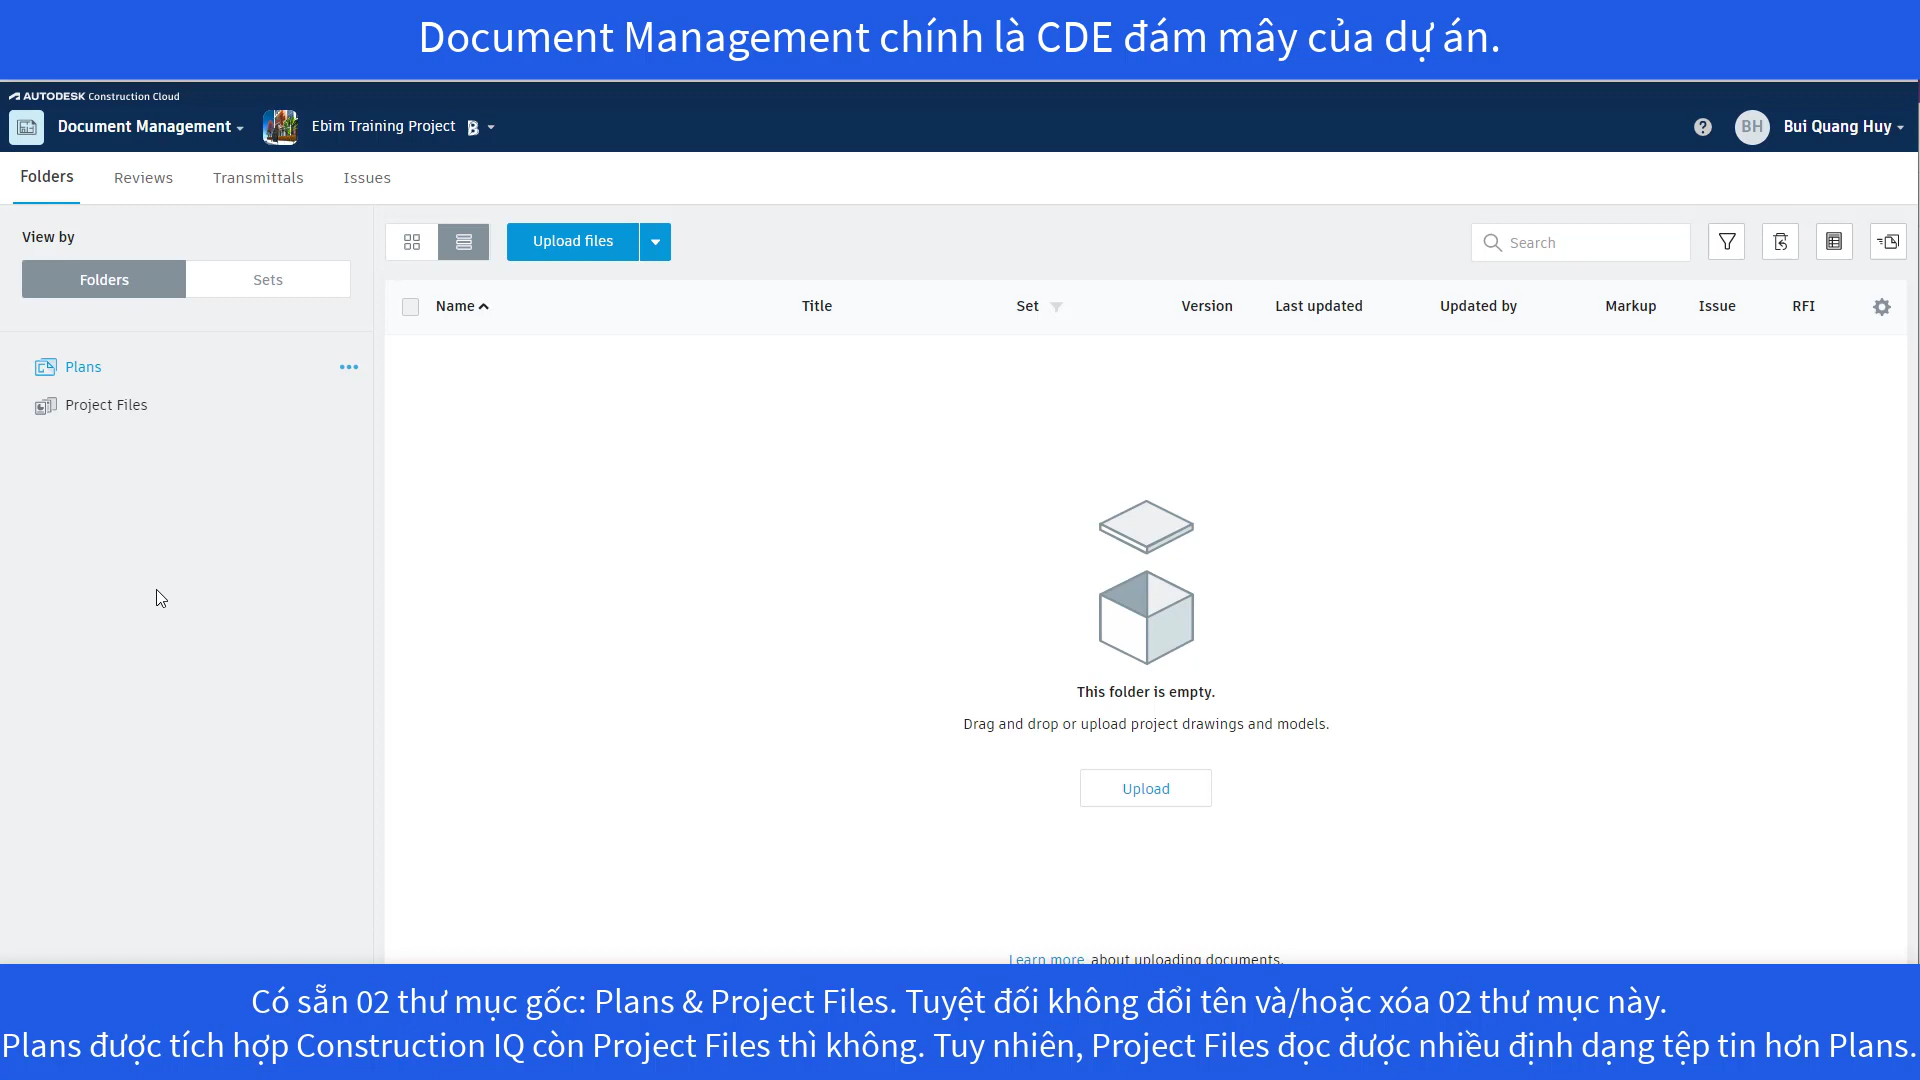 Document Management chính là CDE đám mây của dự án.
AUTODESK Construction Cloud
Document Management
Ebim Training Project
BH
Bui Quang Huy
Folders
Reviews
Transmittals
Issues
View by
Folders
Sets
Upload files
Search
Name
Title
Set
Version
Last updated
Updated by
Markup
Issue
RFI
Plans
Project Files
This folder is empty.
Drag and drop or upload project drawings and models.
Upload
Learn more about uploading documents.
Có sẵn 02 thư mục gốc: Plans & Project Files. Tuyệt đối không đổi tên và/hoặc xóa 02 thư mục này.
Plans được tích hợp Construction IQ còn Project Files thì không. Tuy nhiên, Project Files đọc được nhiều định dạng tệp tin hơn Plans.